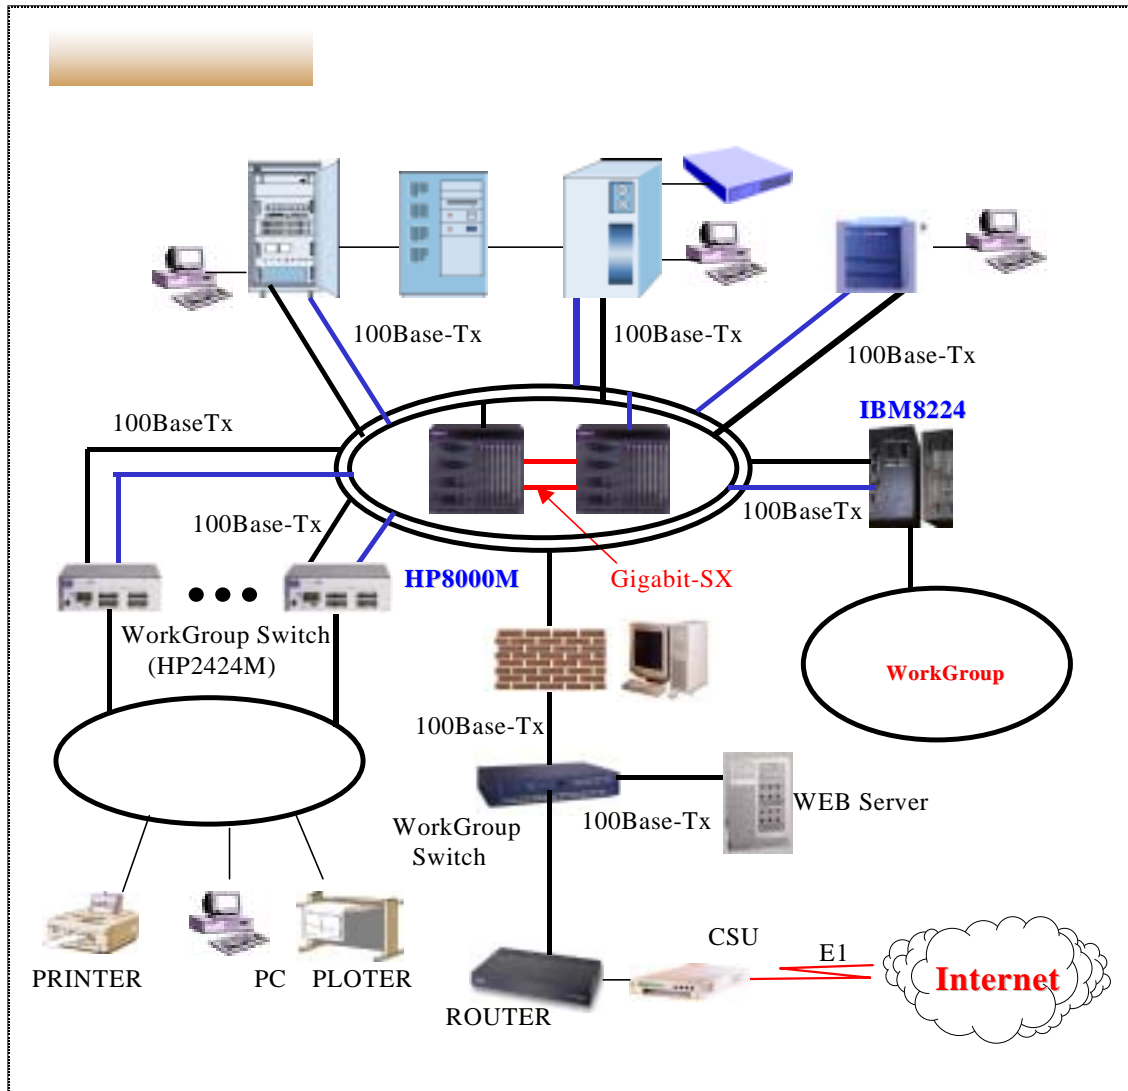 100Base-Tx
100Base-Tx
100Base-Tx
IBM8224
100BaseTx
100BaseTx
100Base-Tx
HP8000M
Gigabit-SX
WorkGroup Switch
(HP2424M)
WorkGroup
100Base-Tx
WEB Server
100Base-Tx
WorkGroup
Switch
CSU
E1
Internet
PRINTER
PC
PLOTER
ROUTER